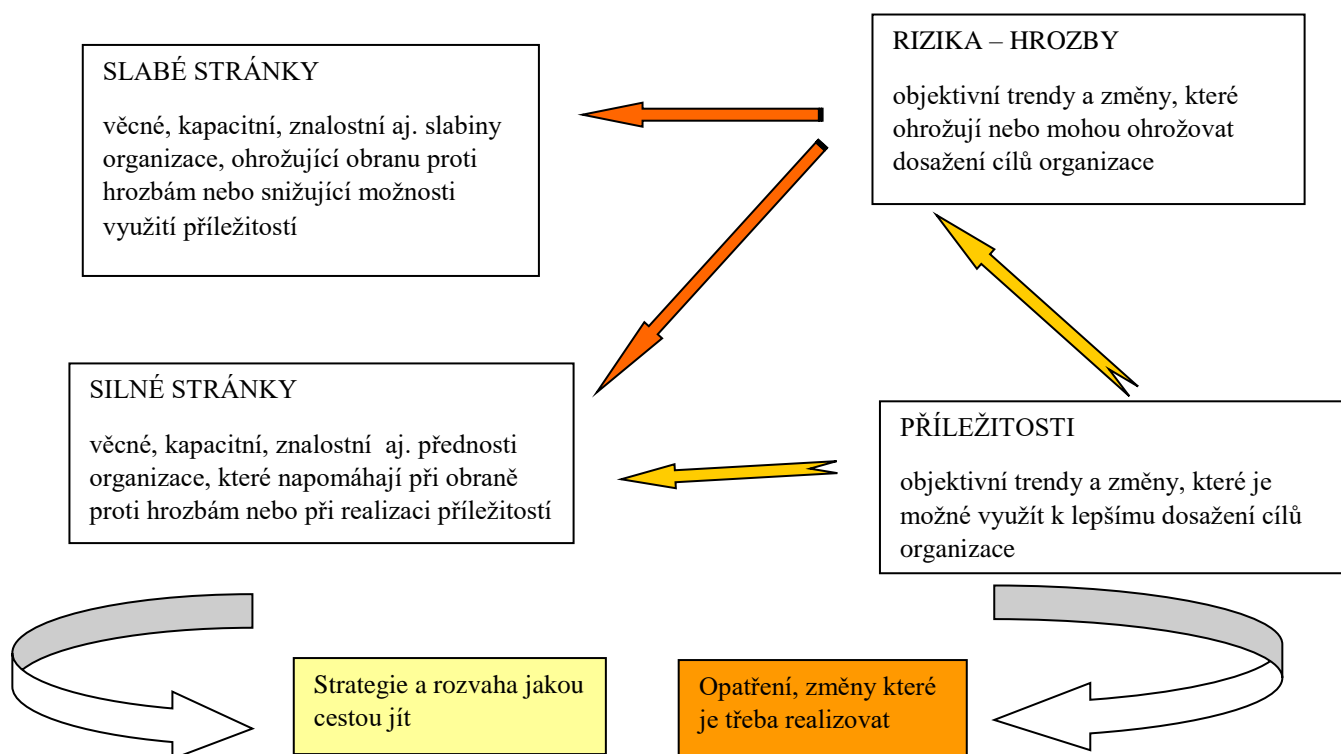 SLABÉ STRÁNKY
věcné, kapacitní, znalostní aj. slabiny
organizace, ohrožující obranu proti
hrozbám nebo snižující možnosti
využití příležitostí
RIZIKA – HROZBY
objektivní trendy a změny, které
ohrožují nebo mohou ohrožovat
dosažení cílů organizace
SILNÉ STRÁNKY
věcné, kapacitní, znalostní aj. přednosti
organizace, které napomáhají při obraně
proti hrozbám nebo při realizaci příležitostí
PŘÍLEŽITOSTI
objektivní trendy a změny, které je
možné využít k lepšímu dosažení cílů
organizace
Strategie a rozvaha jakou
cestou jít
Opatření, změny které
je třeba realizovat